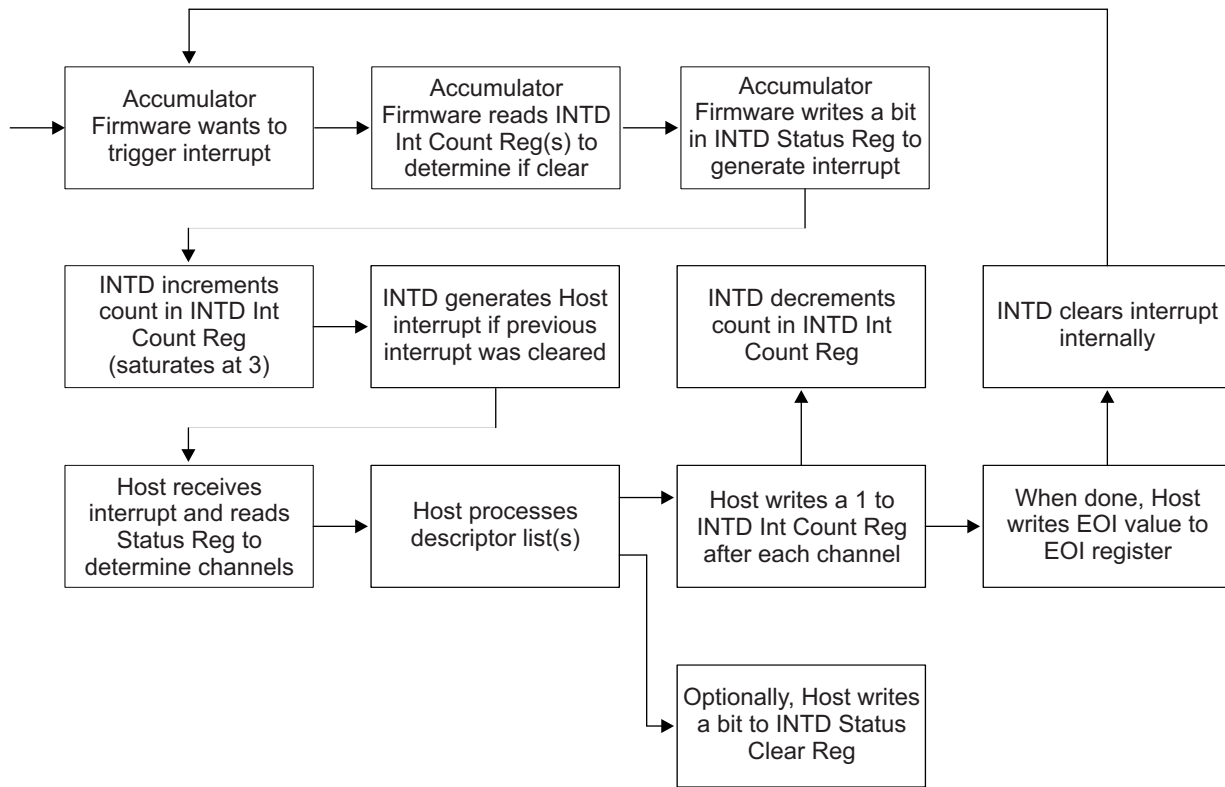 Accumulator
Firmware wants to
trigger interrupt
Accumulator
Firmware reads INTD
Int Count Reg(s) to
determine if clear
Accumulator
Firmware writes a bit
in INTD Status Reg to
generate interrupt
INTD increments
count in INTD Int
Count Reg
(saturates at 3)
INTD generates Host
interrupt if previous
interrupt was cleared
INTD decrements
count in INTD Int
Count Reg
INTD clears interrupt
internally
Host receives
interrupt and reads
Status Reg to
determine channels
Host processes
descriptor list(s)
Host writes a 1 to
INTD Int Count Reg
after each channel
When done, Host
writes EOI value to
EOI register
Optionally, Host writes
a bit to INTD Status
Clear Reg